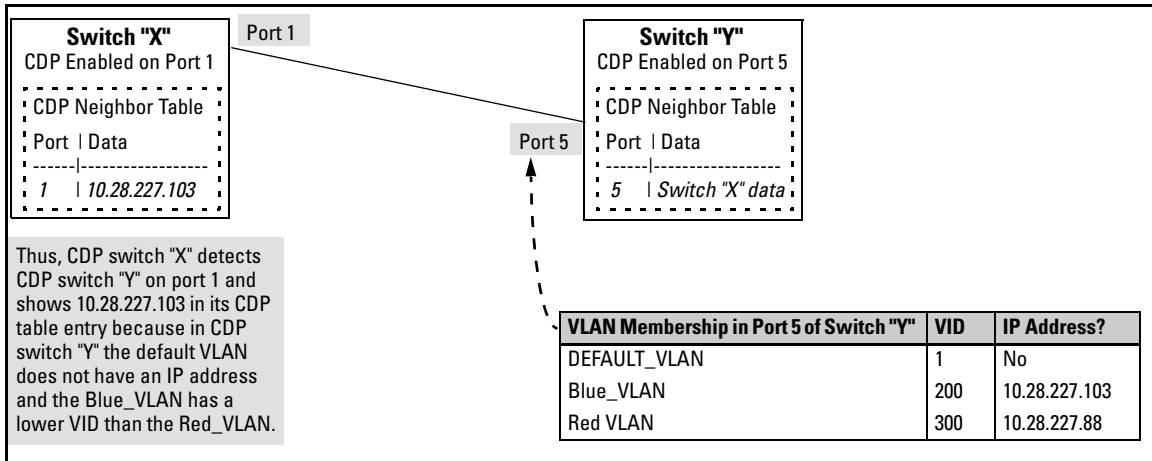 Switch "X"
CDP Enabled on Port 1
CDP Neighbor Table
Port | Data
------|------------------
1 | 10.28.227.103
Port 1
Switch "Y"
CDP Enabled on Port 5
CDP Neighbor Table
Port | Data
------|------------------
5 | Switch "X" data
Port 5
Thus, CDP switch "X" detects
CDP switch "Y" on port 1 and
shows 10.28.227.103 in its CDP
table entry because in CDP
switch "Y" the default VLAN
does not have an IP address
and the Blue_VLAN has a
lower VID than the Red_VLAN.
VLAN Membership in Port 5 of Switch "Y" VID IP Address?
DEFAULT_VLAN 1 No
Blue_VLAN 200 10.28.227.103
Red VLAN 300 10.28.227.88